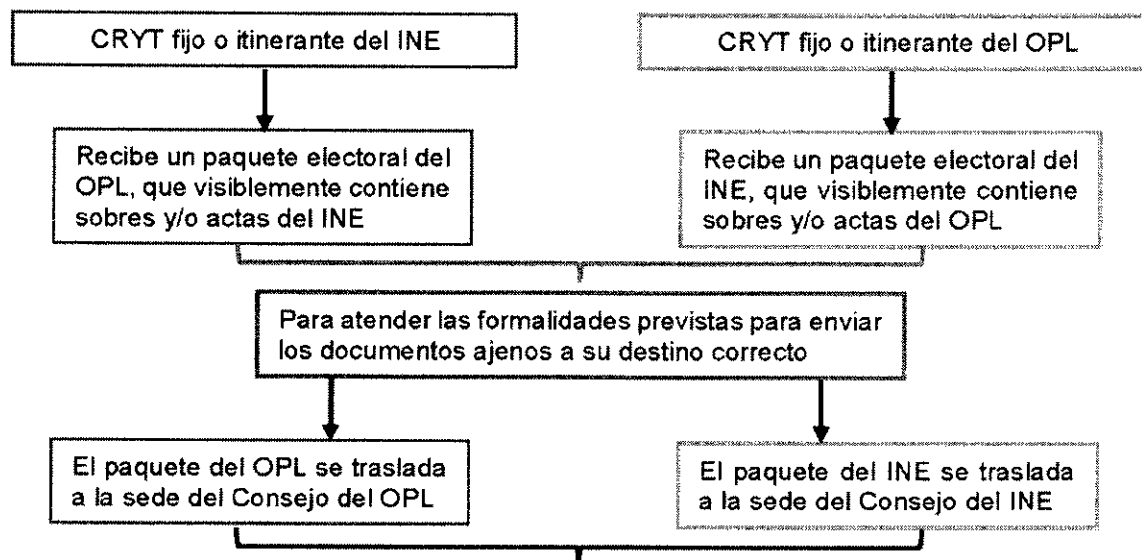 CRYT fijo o itinerante del INE
CRYT fijo o itinerante del OPL
Recibe un paquete electoral del
OPL, que visiblemente contiene
sobres y/o actas del INE
Recibe un paquete electoral del
INE, que visiblemente contiene
sobres y/o actas del OPL
Para atender las formalidades previstas para enviar
los documentos ajenos a su destino correcto
El paquete del OPL se traslada
a la sede del Consejo del OPL
El paquete del INE se traslada
a la sede del Consejo del INE